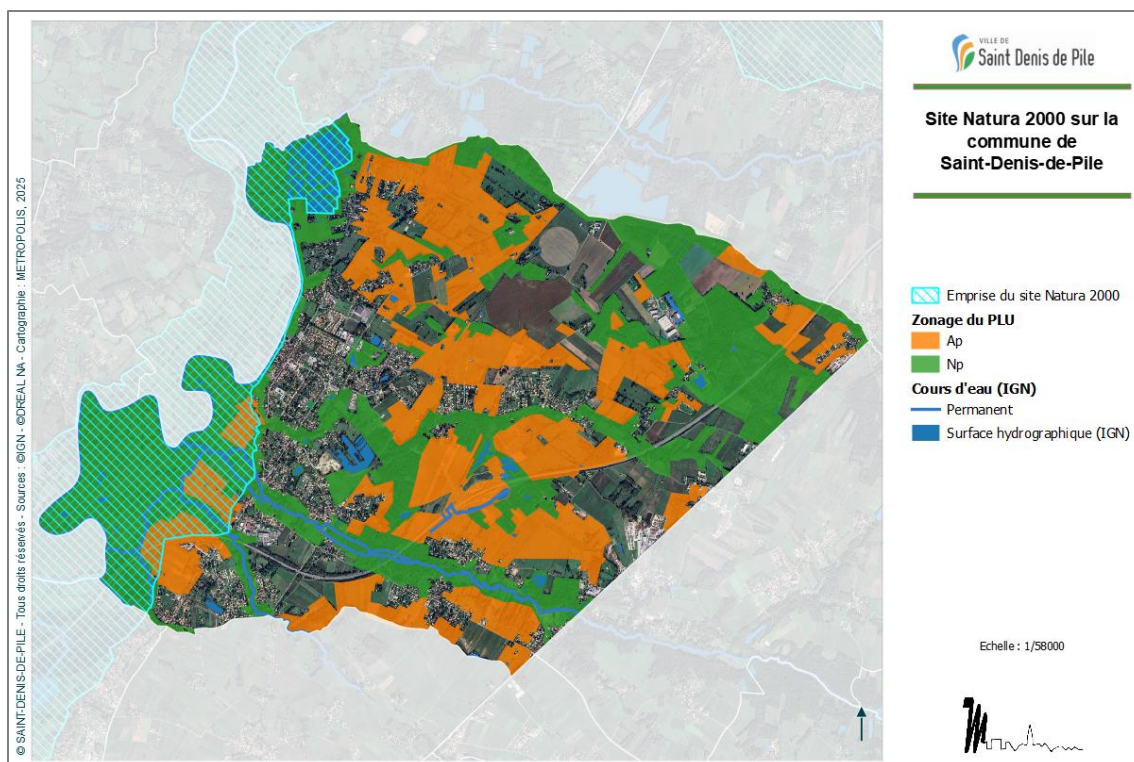 VILLE DE
Saint Denis de Pile
Site Natura 2000 sur la
commune de
Saint-Denis-de-Pile
Emprise du site Natura 2000
Zonage du PLU
Ap
Np
Cours d'eau (IGN)
Permanent
Surface hydrographique (IGN)
Echelle : 1/58000
© SAINT-DENIS-DE-PILE - Tous droits réservés - Sources : ©IGN - ©DREAL NA - Cartographie : METROPOLIS, 2025